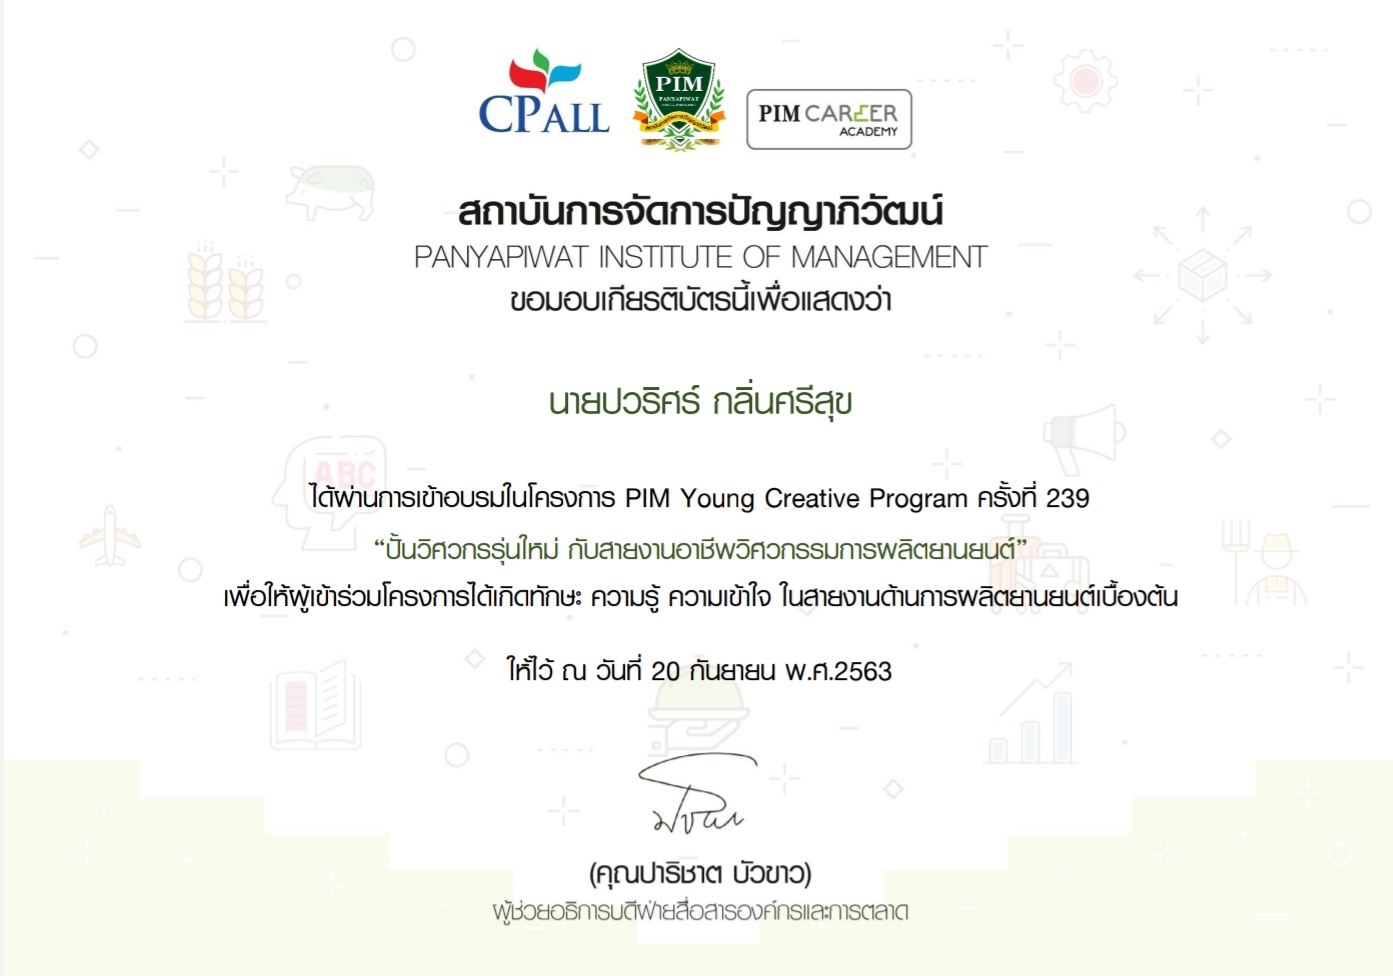 CPALL
PIM
PANYAPIWAT
PIM CAREER
ACADEMY
สถาบันการจัดการปัญญาภิวัฒน์
PANYAPIWAT INSTITUTE OF MANAGEMENT
ขอมอบเกียรติบัตรนี้เพื่อแสดงว่า
นายปวริศร์ กลิ่นศรีสุข
ABC
ได้ผ่านการเข้าอบรมในโครงการ PIM Young Creative Program ครั้งที่ 239
“ปั้นวิศวกรรุ่นใหม่ กับสายงานอาชีพวิศวกรรมการผลิตยานยนต์”
เพื่อให้ผู้เข้าร่วมโครงการได้เกิดทักษะ ความรู้ ความเข้าใจ ในสายงานด้านการผลิตยานยนต์เบื้องต้น
ให้ไว้ ณ วันที่ 20 กันยายน พ.ศ.2563
(คุณปาริชาต บัวขาว)
ผู้ช่วยอธิการบดีฝ่ายสื่อสารองค์กรและการตลาด